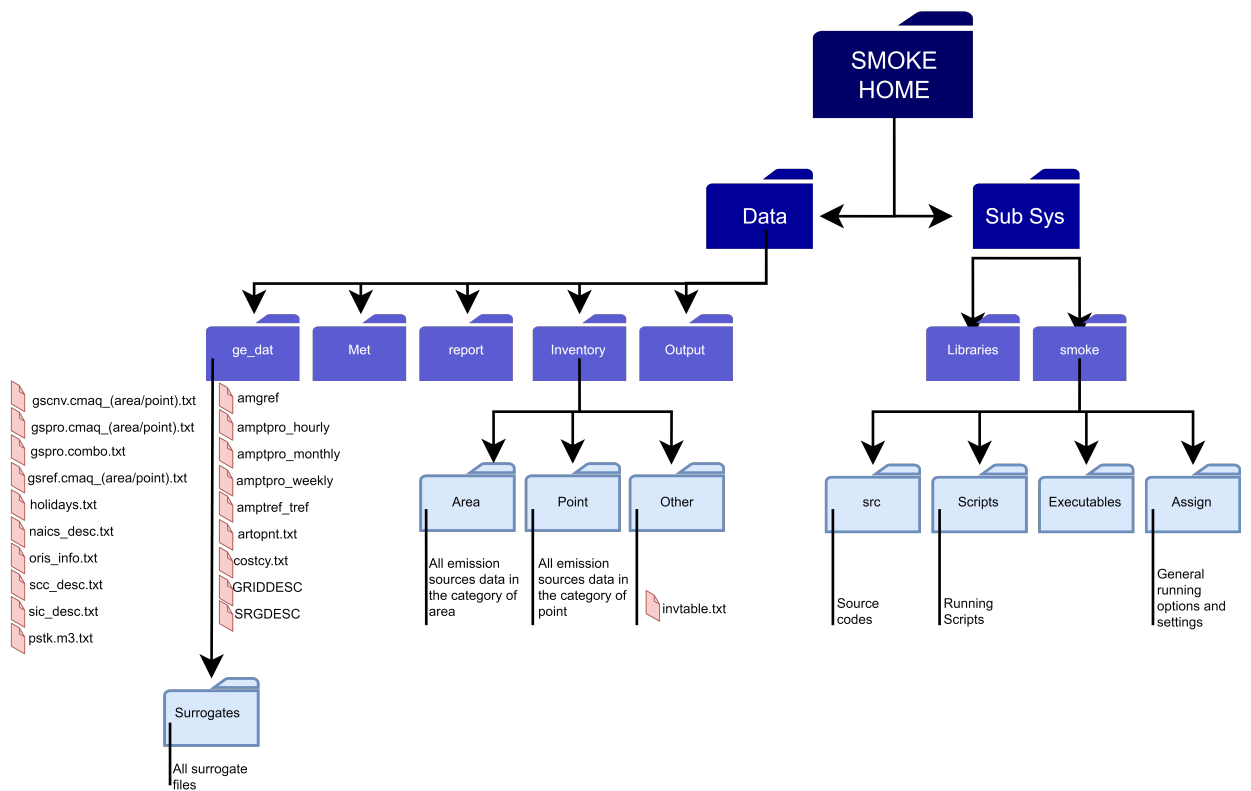 SMOKE
HOME
Data
Sub Sys
ge_dat
Met
report
Inventory
Output
Libraries
smoke
gscnv.cmaq_(area/point).txt
gspro.cmaq_(area/point).txt
gspro.combo.txt
gsref.cmaq_(area/point).txt
holidays.txt
naics_desc.txt
oris_info.txt
scc_desc.txt
sic_desc.txt
pstk.m3.txt
amgref
amptpro_hourly
amptpro_monthly
amptpro_weekly
amptref_tref
artopnt.txt
costcy.txt
GRIDDESC
SRGDESC
Surrogates
All surrogate
files
Area
Point
Other
All emission
sources data in
the category of
area
All emission
sources data in
the category of
point
invtable.txt
src
Scripts
Executables
Assign
Source
codes
Running
Scripts
General
running
options and
settings